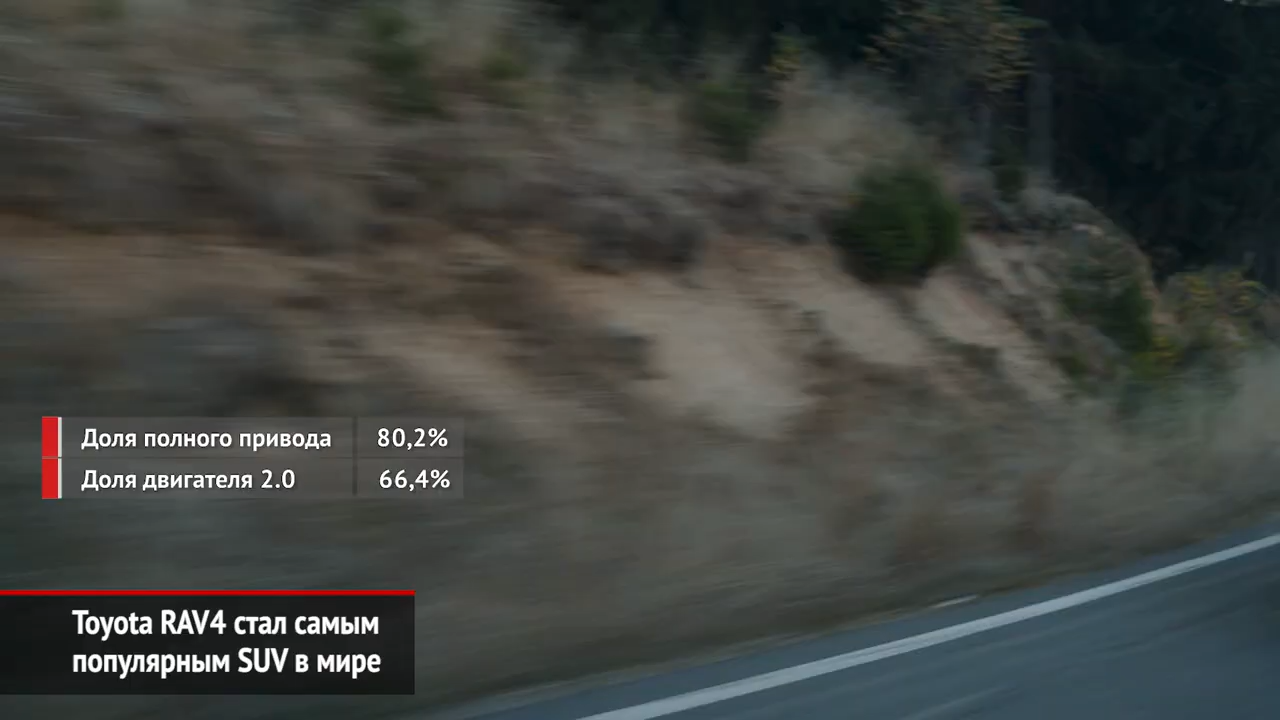 Доля полного привода 80,2%
Доля двигателя 2.0 66,4%
Toyota RAV4 стал самым
популярным SUV в мире